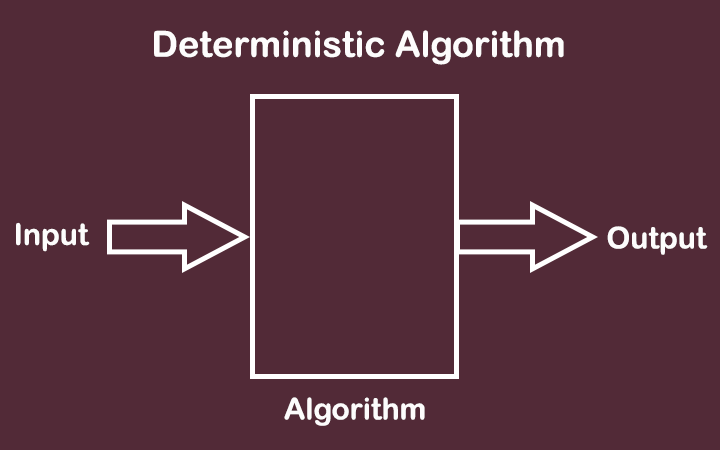 Deterministic Algorithm
Input
Output
Algorithm